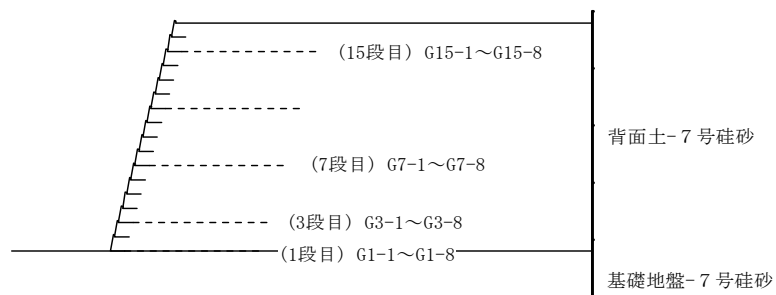 (15段目) G15-1～G15-8
背面土-７号硅砂
(7段目) G7-1～G7-8
(3段目) G3-1～G3-8
(1段目) G1-1～G1-8
基礎地盤-７号硅砂